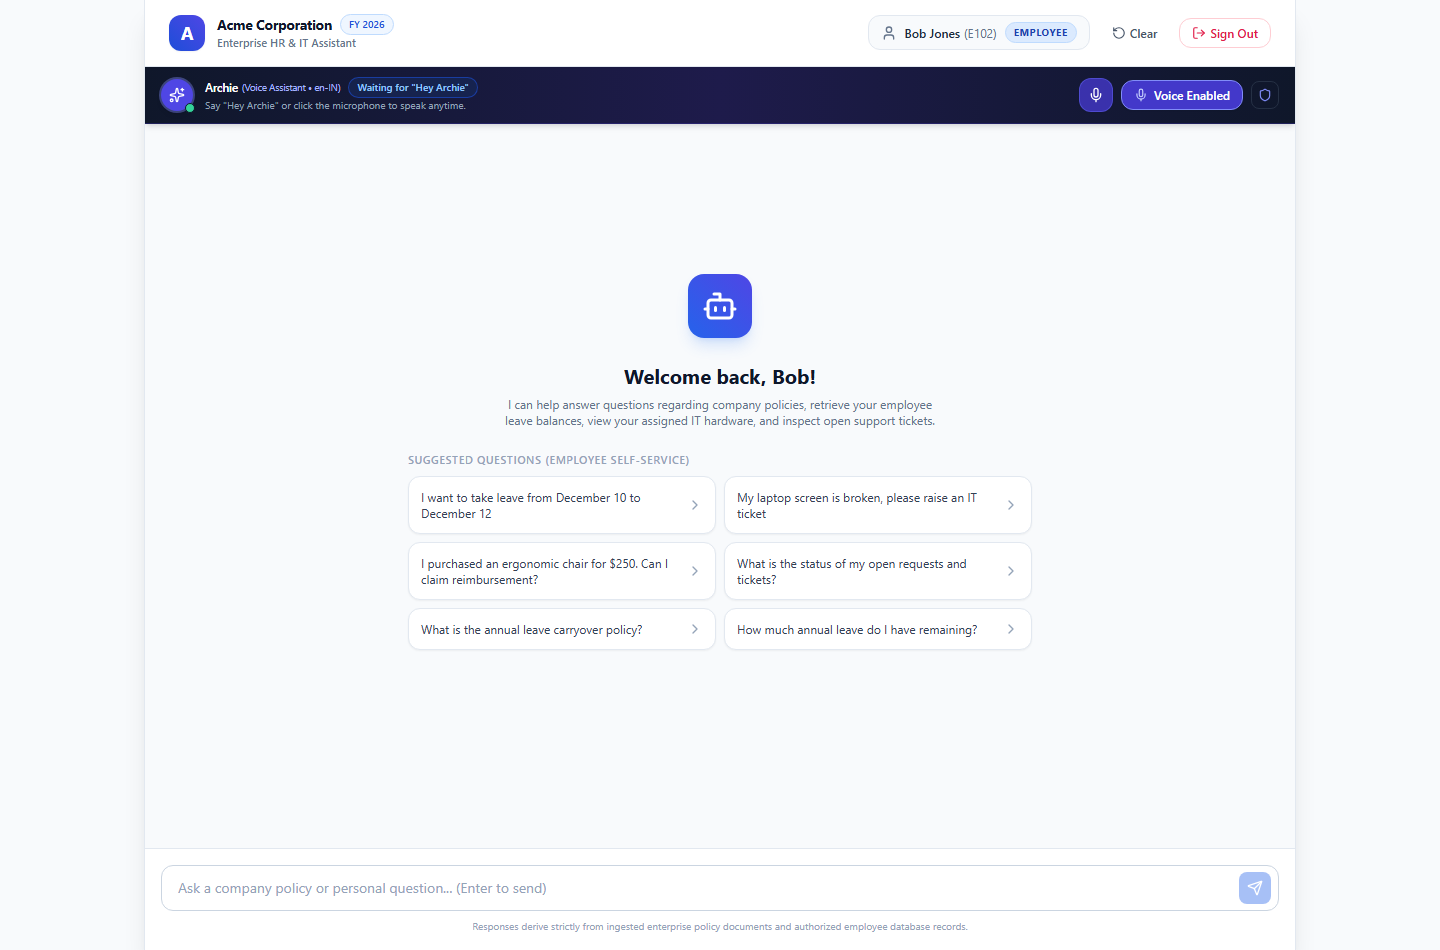 A
Acme Corporation FY 2026
Enterprise HR & IT Assistant
Bob Jones (E102) EMPLOYEE
Clear
Sign Out
Archie (Voice Assistant • en-IN) Waiting for "Hey Archie"
Say "Hey Archie" or click the microphone to speak anytime.
Voice Enabled
Welcome back, Bob!
I can help answer questions regarding company policies, retrieve your employee
leave balances, view your assigned IT hardware, and inspect open support tickets.
SUGGESTED QUESTIONS (EMPLOYEE SELF-SERVICE)
I want to take leave from December 10 to
December 12
My laptop screen is broken, please raise an IT
ticket
I purchased an ergonomic chair for $250. Can I
claim reimbursement?
What is the status of my open requests and
tickets?
What is the annual leave carryover policy?
How much annual leave do I have remaining?
Ask a company policy or personal question... (Enter to send)
Responses derive strictly from ingested enterprise policy documents and authorized employee database records.